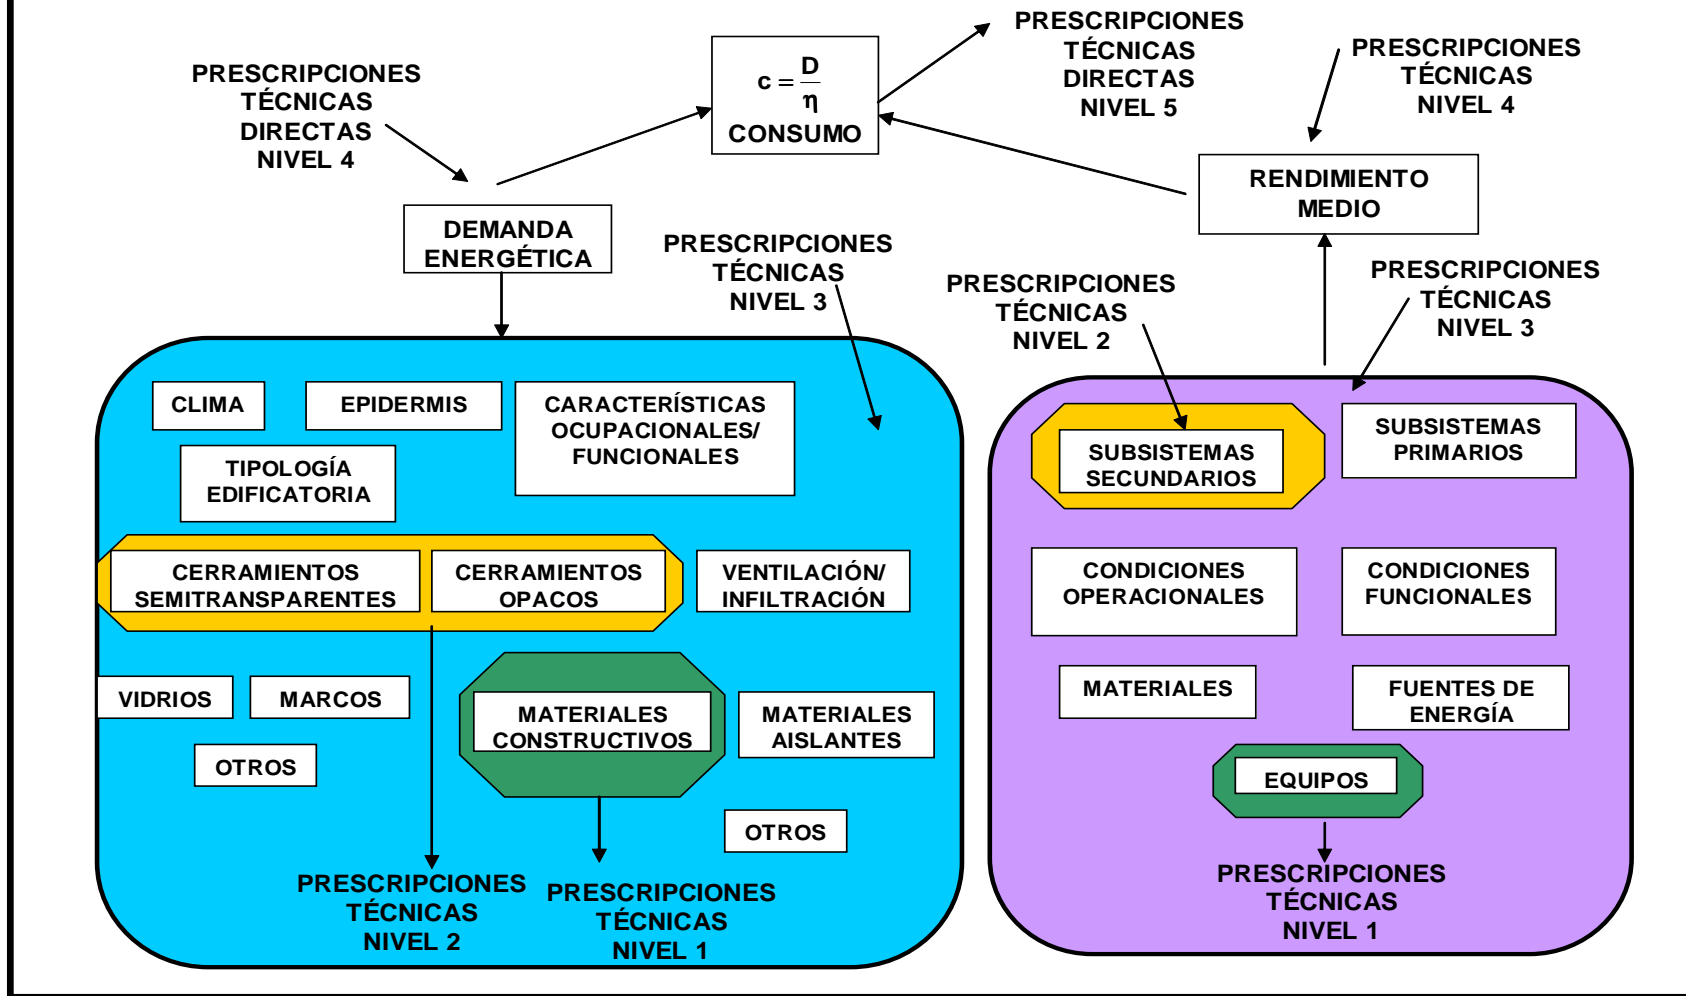 PRESCRIPCIONES
TÉCNICAS
DIRECTAS
NIVEL 4
c = D
η
CONSUMO
PRESCRIPCIONES
TÉCNICAS
DIRECTAS
NIVEL 5
PRESCRIPCIONES
TÉCNICAS
NIVEL 4
DEMANDA
ENERGÉTICA
RENDIMIENTO
MEDIO
PRESCRIPCIONES
TÉCNICAS
NIVEL 3
PRESCRIPCIONES
TÉCNICAS
NIVEL 2
PRESCRIPCIONES
TÉCNICAS
NIVEL 3
CLIMA
EPIDERMIS
CARACTERÍSTICAS
OCUPACIONALES/
FUNCIONALES
TIPOLOGÍA
EDIFICATORIA
CERRAMIENTOS
SEMITRANSPARENTES
CERRAMIENTOS
OPACOS
VENTILACIÓN/
INFILTRACIÓN
VIDRIOS
MARCOS
OTROS
MATERIALES
CONSTRUCTIVOS
MATERIALES
AISLANTES
OTROS
PRESCRIPCIONES
TÉCNICAS
NIVEL 2
PRESCRIPCIONES
TÉCNICAS
NIVEL 1
SUBSISTEMAS
SECUNDARIOS
SUBSISTEMAS
PRIMARIOS
CONDICIONES
OPERACIONALES
CONDICIONES
FUNCIONALES
MATERIALES
FUENTES DE
ENERGÍA
EQUIPOS
PRESCRIPCIONES
TÉCNICAS
NIVEL 1